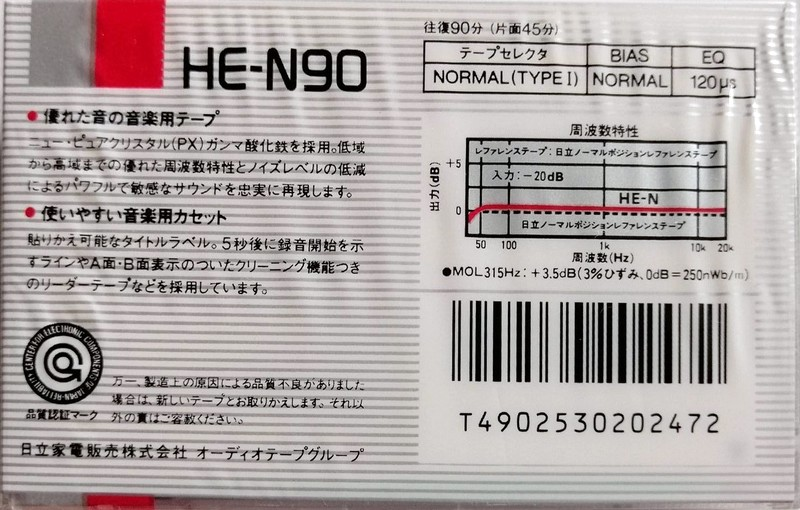 HE-N90
往復90分(片面45分)
テープセレクタ BIAS EQ
NORMAL(TYPE I) NORMAL 120μs
● 優れた音の音楽用テープ
ニュー・ピュアクリスタル(PX)ガンマ酸化鉄を採用。低域
から高域までの優れた周波数特性とノイズレベルの低減
によるパワフルで敏感なサウンドを忠実に再現します。
● 使いやすい音楽用カセット
貼りかえ可能なタイトルラベル。5秒後に録音開始を示
すラインやA面・B面表示のついたクリーニング機能つき
のリーダーテープなどを採用しています。
周波数特性
レファレンステープ:日立ノーマルポジションレファレンステープ
入力:-20dB
出力(dB)
+5
0
HE-N
日立ノーマルポジションレファレンステープ
50 100 1k 10k 20k
周波数(Hz)
●MOL315Hz:+3.5dB(3%ひずみ、0dB=250nWb/m)
T4902530202472
品質認証マーク
万一、製造上の原因による品質不良がありました
場合は、新しいテープとお取りかえします。それ以
外の責はご容赦ください。
日立家電販売株式会社 オーディオテープグループ